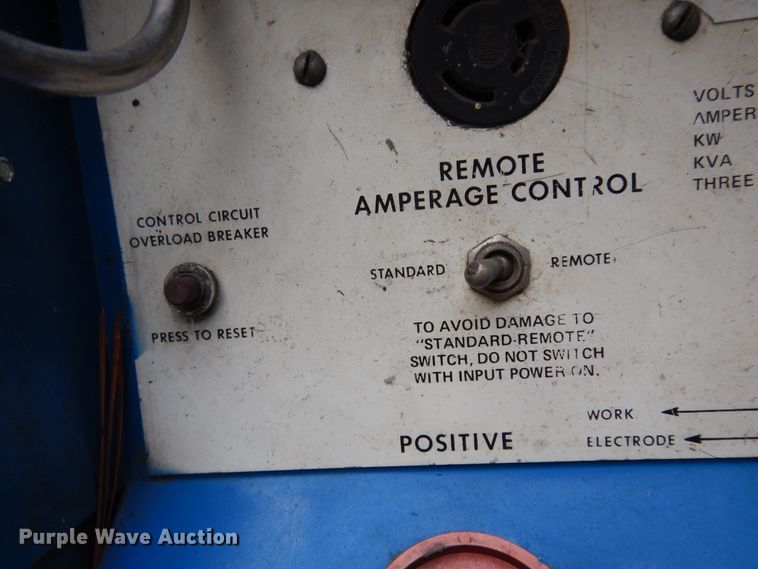 VOLTS
AMPER
KW
KVA
THREE
REMOTE
AMPERAGE CONTROL
CONTROL CIRCUIT
OVERLOAD BREAKER
STANDARD
REMOTE
PRESS TO RESET
TO AVOID DAMAGE TO
"STANDARD-REMOTE"
SWITCH, DO NOT SWITCH
WITH INPUT POWER ON.
WORK
POSITIVE
ELECTRODE
Purple Wave Auction